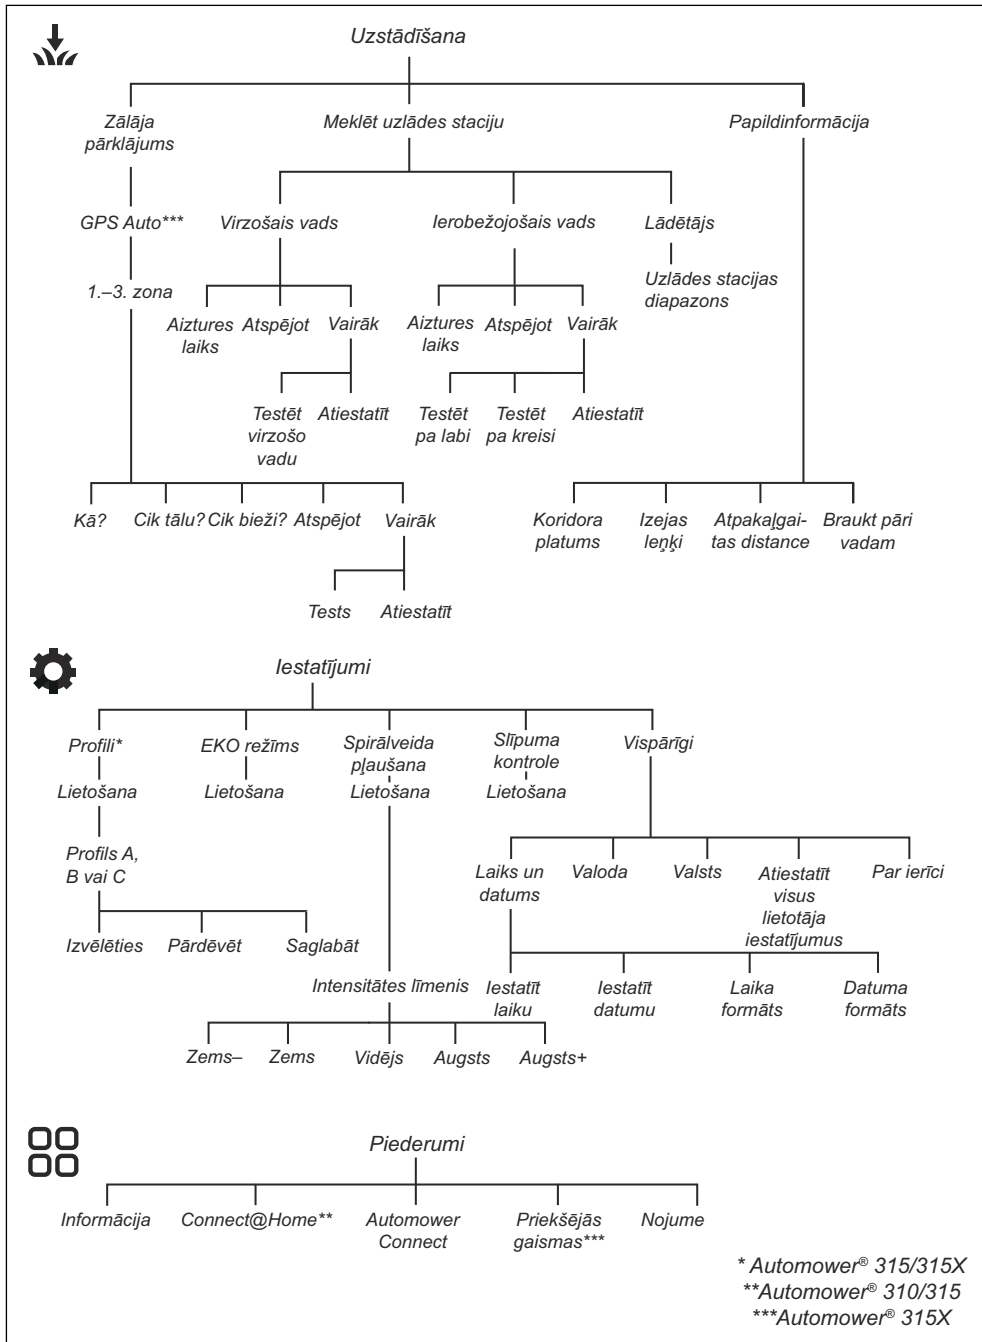 Uzstādīšana
Zālāja
pārklājums
Meklēt uzlādes staciju
Papildinformācija
GPS Auto***
Virzošais vads
Ierobežojošais vads
Lādētājs
1.–3. zona
Uzlādes stacijas
diapazons
Aiztures
laiks
Atspējot
Vairāk
Aiztures
laiks
Atspējot
Vairāk
Testēt
virzošo
vadu
Atiestatīt
Testēt
pa labi
Testēt
pa kreisi
Atiestatīt
Kā?
Cik tālu?
Cik bieži?
Atspējot
Vairāk
Koridora
platums
Izejas
leņķi
Atpakaļgai-
tas distance
Braukt pāri
vadam
Tests
Atiestatīt
Iestatījumi
Profili*
EKO režīms
Spirālveida
pļaušana
Slīpuma
kontrole
Vispārīgi
Lietošana
Lietošana
Lietošana
Lietošana
Profils A,
B vai C
Laiks un
datums
Valoda
Valsts
Atiestatīt
visus
lietotāja
iestatījumus
Par ierīci
Izvēlēties
Pārdēvēt
Saglabāt
Intensitātes līmenis
Iestatīt
laiku
Iestatīt
datumu
Laika
formāts
Datuma
formāts
Zems–
Zems
Vidējs
Augsts
Augsts+
Piederumi
Informācija
Connect@Home**
Automower
Connect
Priekšējās
gaismas***
Nojume
* Automower® 315/315X
**Automower® 310/315
***Automower® 315X